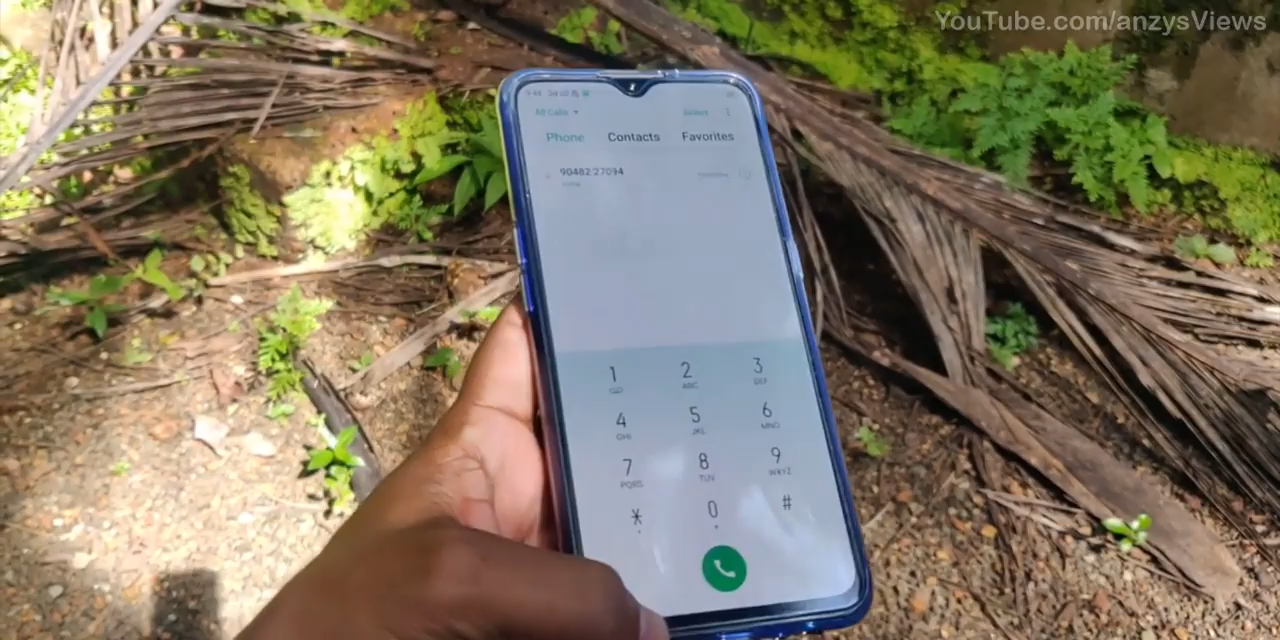 YouTube.com/anzysViews
All Calls
Select
Phone Contacts Favorites
90482 27094
1 2 3
ABC DEF
4 5 6
GHI JKL MNO
7 8 9
PQRS TUV WXYZ
* 0 #
+